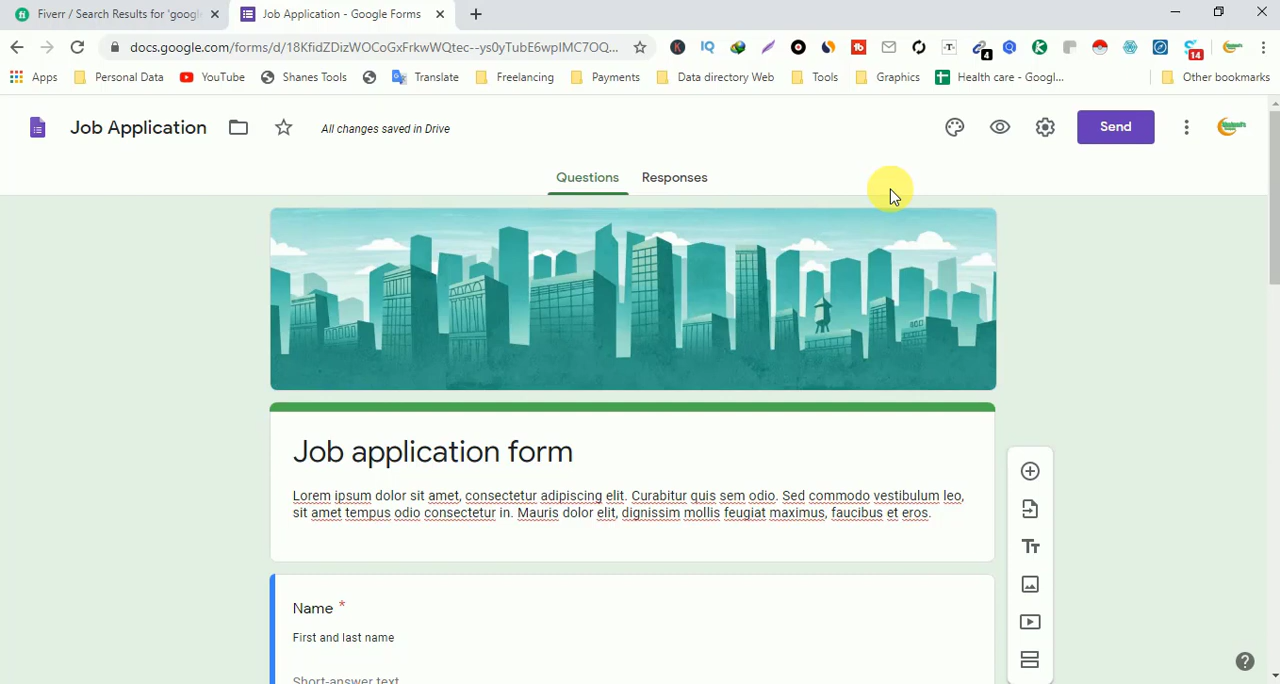 Fiverr / Search Results for 'googl
Job Application - Google Forms
docs.google.com/forms/d/18KfidZDizWOCoGxFrkwWQtec--ys0yTubE6wpIMC7OQ...
IQ
T
4
14
Apps
Personal Data
YouTube
Shanes Tools
Translate
Freelancing
Payments
Data directory Web
Tools
Graphics
Health care - Googl...
Other bookmarks
Job Application
All changes saved in Drive
Send
Questions
Responses
Job application form
Lorem ipsum dolor sit amet, consectetur adipiscing elit. Curabitur quis sem odio. Sed commodo vestibulum leo,
sit amet tempus odio consectetur in. Mauris dolor elit, dignissim mollis feugiat maximus, faucibus et eros.
Tт
Name *
First and last name
Short-answer text